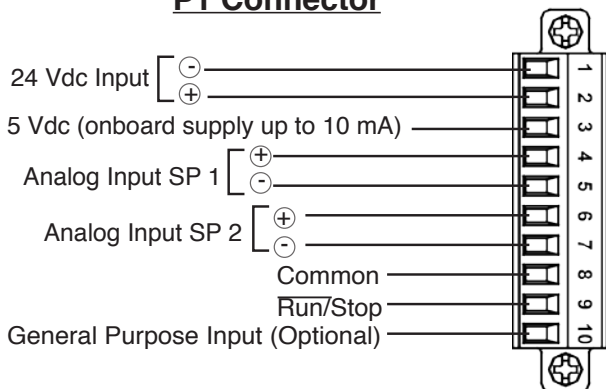 P1 Connector
24 Vdc Input
-
+
5 Vdc (onboard supply up to 10 mA)
Analog Input SP 1
+
-
Analog Input SP 2
+
-
Common
Run/Stop
General Purpose Input (Optional)
1
2
3
4
5
6
7
8
9
10